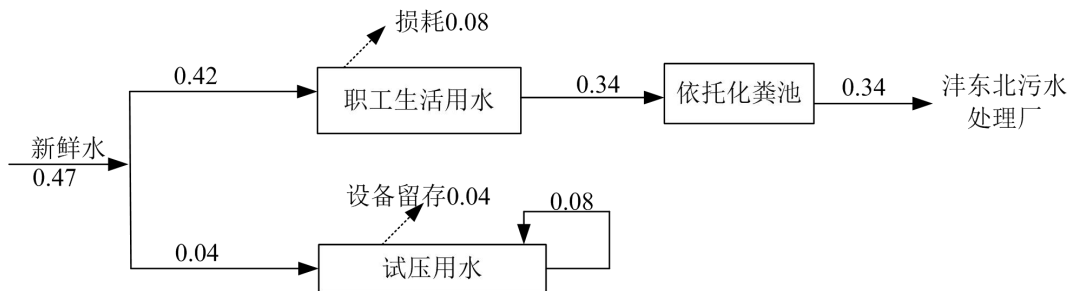 损耗0.08
0.42
职工生活用水
0.34
依托化粪池
0.34
沣东北污水
处理厂
新鲜水
0.47
设备留存0.04
0.08
0.04
试压用水